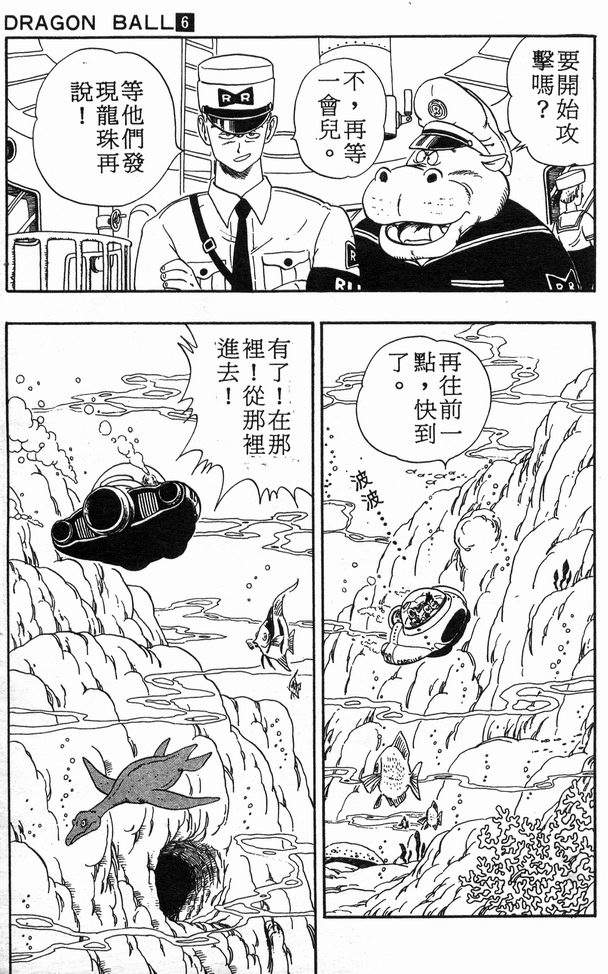 DRAGON BALL 6
要開始攻
擊嗎？
不，再等
一會兒。
等他們發
現龍珠再
說！
RR
R
RR
R
再往前一
點，快到
了。
波波
有了！在那
裡！從那裡
進去！